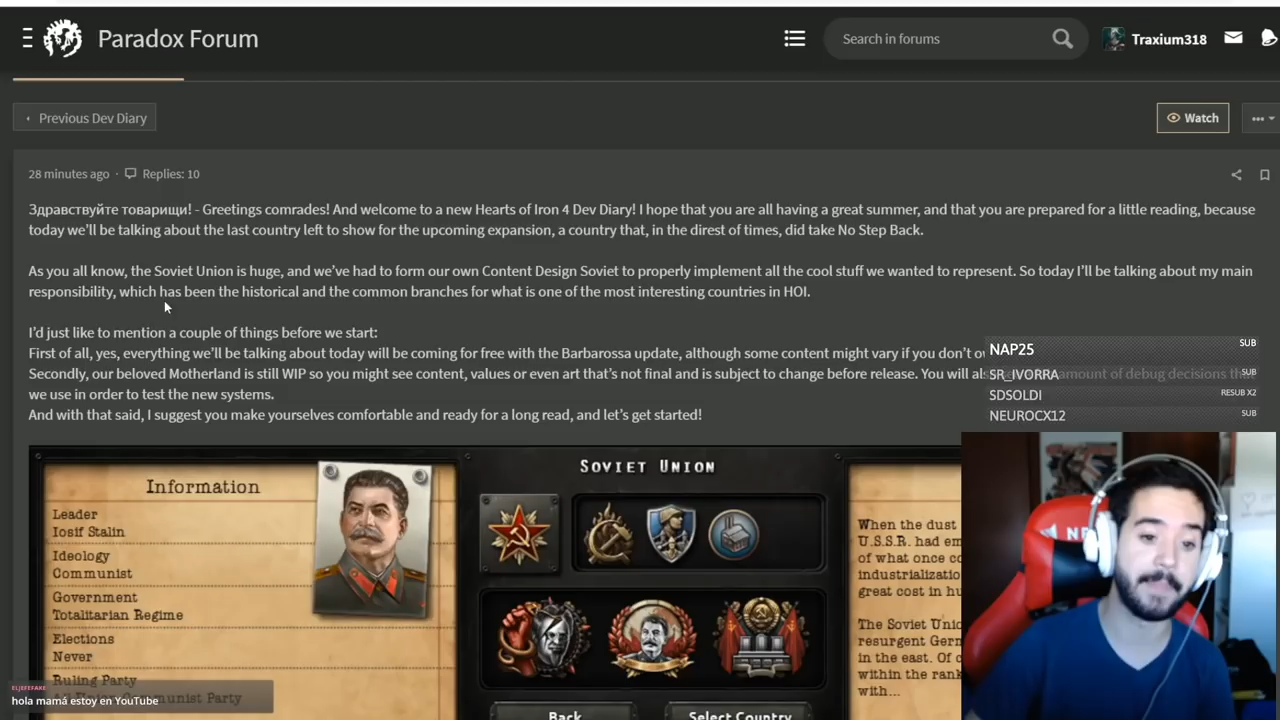 Paradox Forum
Search in forums
Traxium318
Previous Dev Diary
Watch
28 minutes ago · Replies: 10
Здравствуйте товарищи! - Greetings comrades! And welcome to a new Hearts of Iron 4 Dev Diary! I hope that you are all having a great summer, and that you are prepared for a little reading, because
today we'll be talking about the last country left to show for the upcoming expansion, a country that, in the direst of times, did take No Step Back.
As you all know, the Soviet Union is huge, and we've had to form our own Content Design Soviet to properly implement all the cool stuff we wanted to represent. So today I'll be talking about my main
responsibility, which has been the historical and the common branches for what is one of the most interesting countries in HOI.
I'd just like to mention a couple of things before we start:
First of all, yes, everything we'll be talking about today will be coming for free with the Barbarossa update, although some content might vary if you don't
Secondly, our beloved Motherland is still WIP so you might see content, values or even art that's not final and is subject to change before release. You will amount of debug decisions
we use in order to test the new systems.
And with that said, I suggest you make yourselves comfortable and ready for a long read, and let's get started!
NAP25 SUB
SR_IVORRA SUB
SDSOLDI RESUB X2
NEUROCX12 SUB
Information
Leader
Iosif Stalin
Ideology
Communist
Government
Totalitarian Regime
Elections
Never
Ruling Party
Communist Party
SOVIET UNION
Back
Select Country
When the dust
U.S.S.R. had
of what once
great cost in
The Soviet
resurgent
in the east. Of
within the
with...
ELJEFEFAKE
hola mamá estoy en YouTube